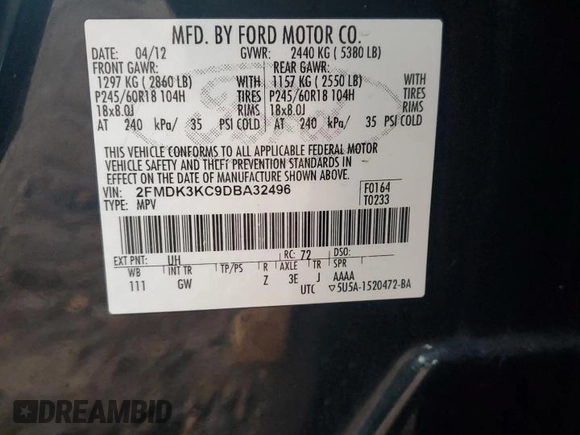 MFD. BY FORD MOTOR CO.
DATE: 04/12 GVWR: 2440 KG ( 5380 LB)
FRONT GAWR: REAR GAWR:
1297 KG ( 2860 LB) WITH 1157 KG ( 2550 LB) WITH
P245/60R18 104H TIRES P245/60R18 104H TIRES
18x8.0J RIMS 18x8.0J RIMS
AT 240 kPa/ 35 PSI COLD AT 240 kPa/ 35 PSI COLD
THIS VEHICLE CONFORMS TO ALL APPLICABLE FEDERAL MOTOR
VEHICLE SAFETY AND THEFT PREVENTION STANDARDS IN
EFFECT ON THE DATE OF MANUFACTURE SHOWN ABOVE.
VIN: 2FMDK3KC9DBA32496 F0164
TYPE: MPV T0233
EXT PNT: UH RC: 72 DSO:
WB INT TR TP/PS R AXLE TR SPR
111 GW Z 3E J AAAA
UTC 5U5A-1520472-BA
DREAMBID